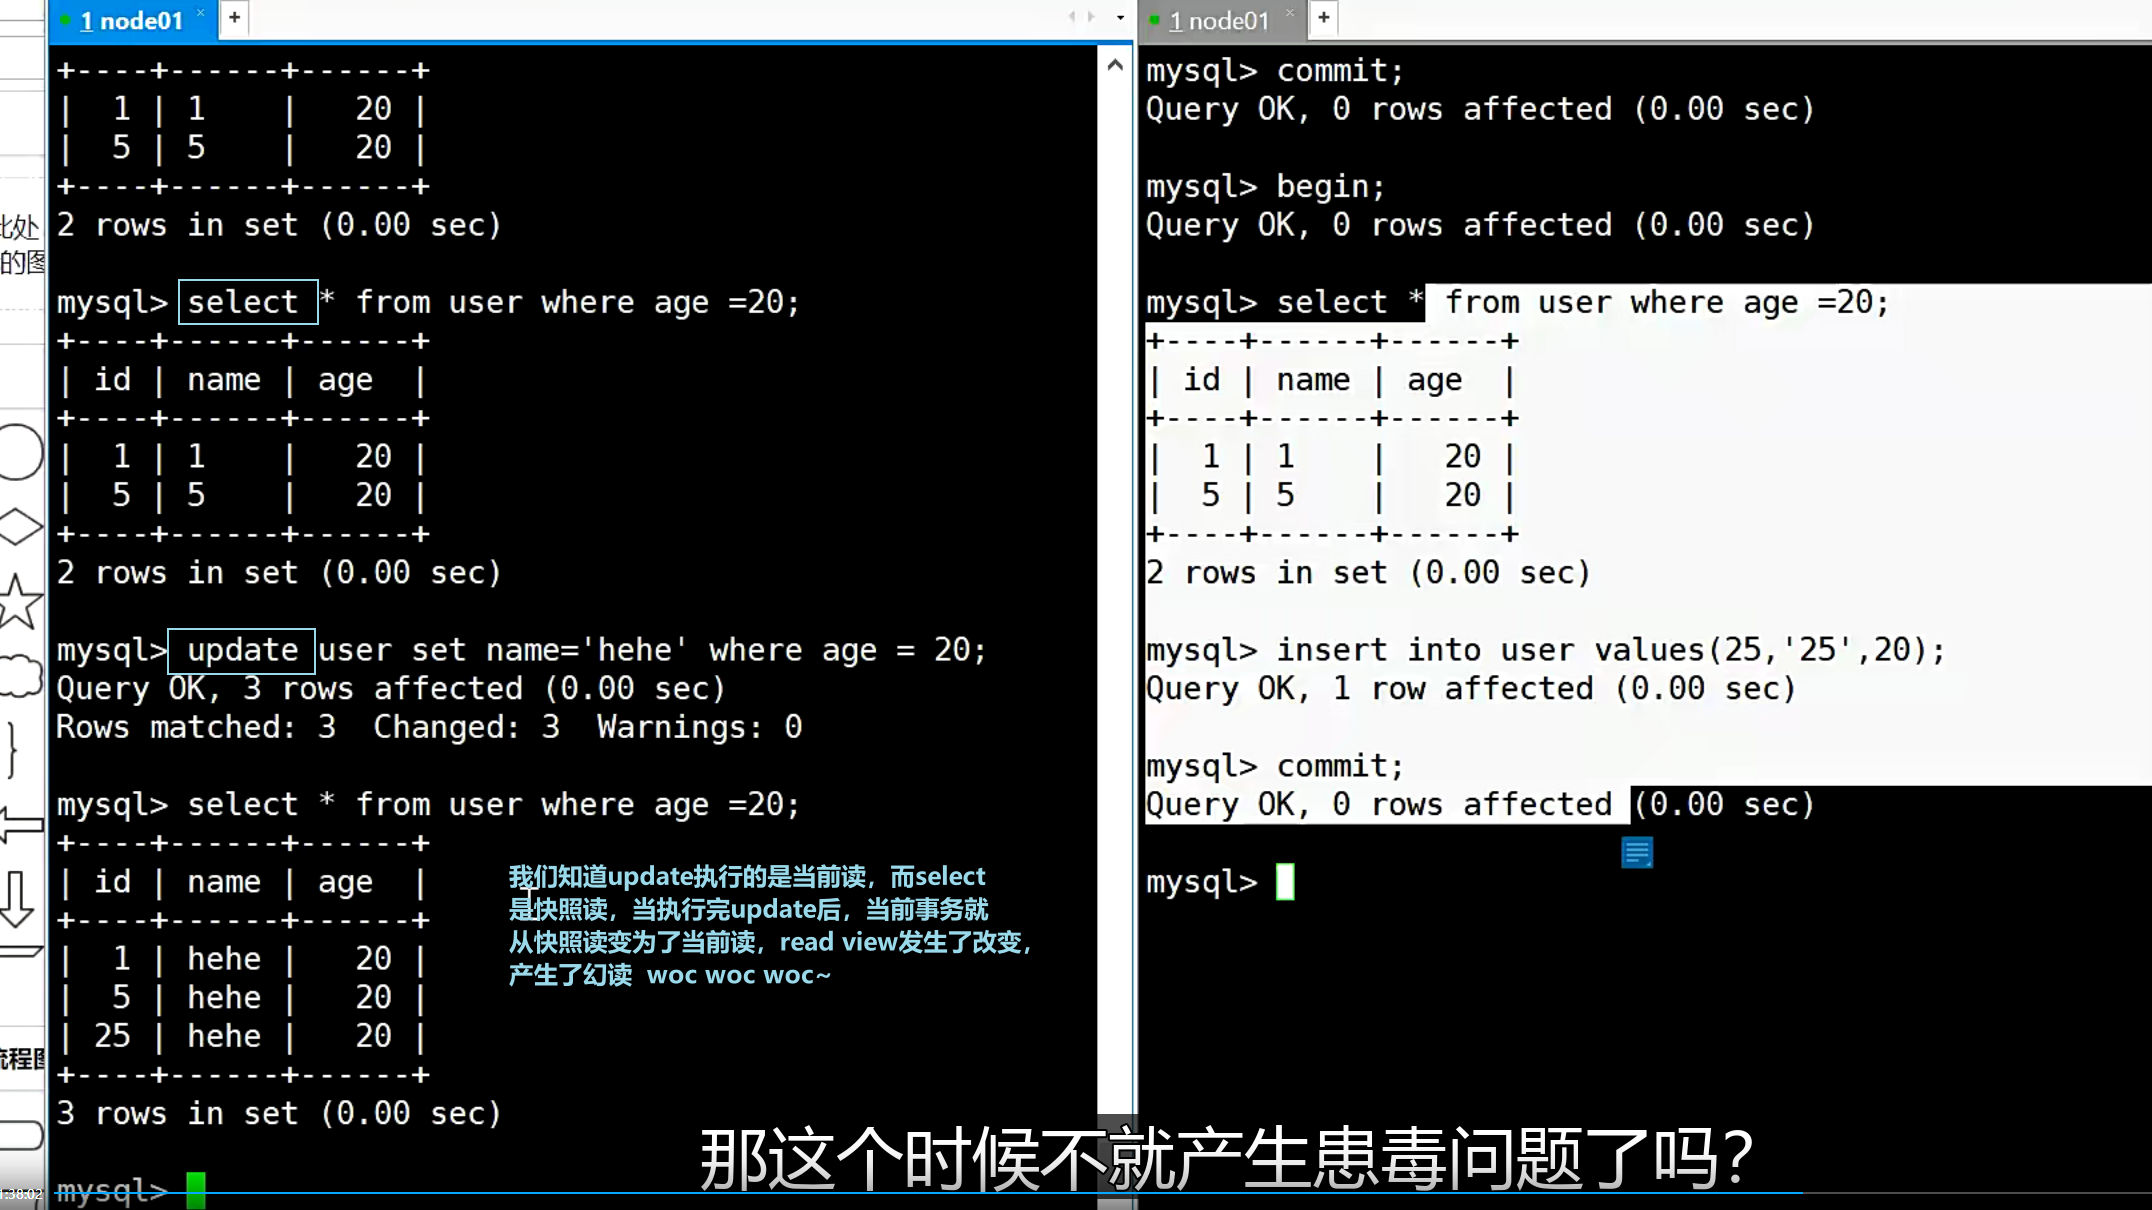 1 node01
+----+------+------+
|  1 | 1    |   20 |
|  5 | 5    |   20 |
+----+------+------+
2 rows in set (0.00 sec)
mysql> select * from user where age =20;
+----+------+------+
| id | name | age  |
+----+------+------+
|  1 | 1    |   20 |
|  5 | 5    |   20 |
+----+------+------+
2 rows in set (0.00 sec)
mysql> update user set name='hehe' where age = 20;
Query OK, 3 rows affected (0.00 sec)
Rows matched: 3  Changed: 3  Warnings: 0
mysql> select * from user where age =20;
+----+------+------+
| id | name | age  |
+----+------+------+
|  1 | hehe |   20 |
|  5 | hehe |   20 |
| 25 | hehe |   20 |
+----+------+------+
3 rows in set (0.00 sec)
mysql>
我们知道update执行的是当前读，而select
是快照读，当执行完update后，当前事务就
从快照读变为了当前读，read view发生了改变，
产生了幻读  woc woc woc~
1 node01
mysql> commit;
Query OK, 0 rows affected (0.00 sec)
mysql> begin;
Query OK, 0 rows affected (0.00 sec)
mysql> select * from user where age =20;
+----+------+------+
| id | name | age  |
+----+------+------+
|  1 | 1    |   20 |
|  5 | 5    |   20 |
+----+------+------+
2 rows in set (0.00 sec)
mysql> insert into user values(25,'25',20);
Query OK, 1 row affected (0.00 sec)
mysql> commit;
Query OK, 0 rows affected (0.00 sec)
mysql>
此处
的图
流程图
1:38:02
那这个时候不就产生患毒问题了吗？